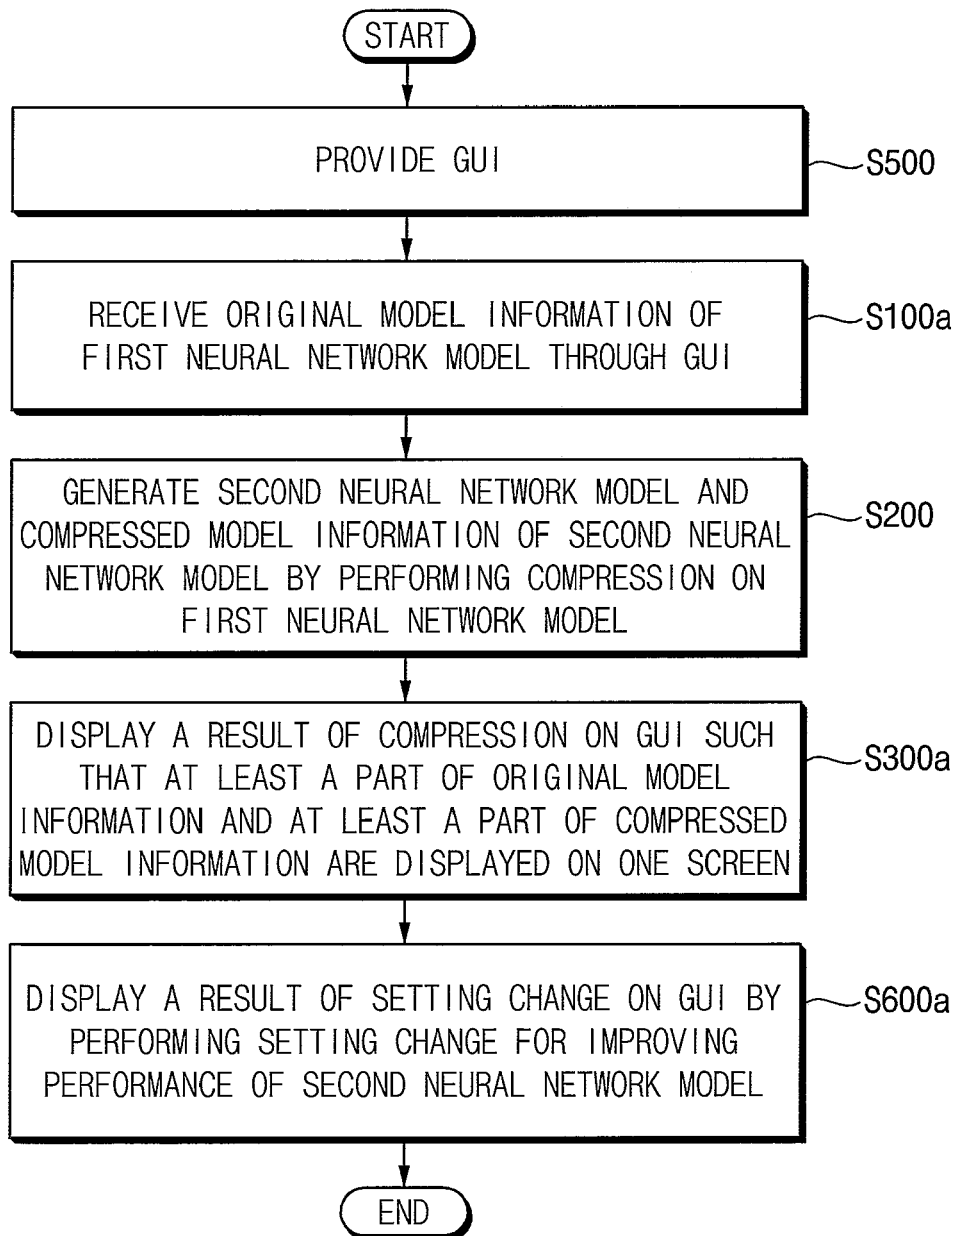 START
PROVIDE GUI
S500
RECEIVE ORIGINAL MODEL INFORMATION OF
FIRST NEURAL NETWORK MODEL THROUGH GUI
S100a
GENERATE SECOND NEURAL NETWORK MODEL AND
COMPRESSED MODEL INFORMATION OF SECOND NEURAL
NETWORK MODEL BY PERFORMING COMPRESSION ON
FIRST NEURAL NETWORK MODEL
S200
DISPLAY A RESULT OF COMPRESSION ON GUI SUCH
THAT AT LEAST A PART OF ORIGINAL MODEL
INFORMATION AND AT LEAST A PART OF COMPRESSED
MODEL INFORMATION ARE DISPLAYED ON ONE SCREEN
S300a
DISPLAY A RESULT OF SETTING CHANGE ON GUI BY
PERFORMING SETTING CHANGE FOR IMPROVING
PERFORMANCE OF SECOND NEURAL NETWORK MODEL
S600a
END